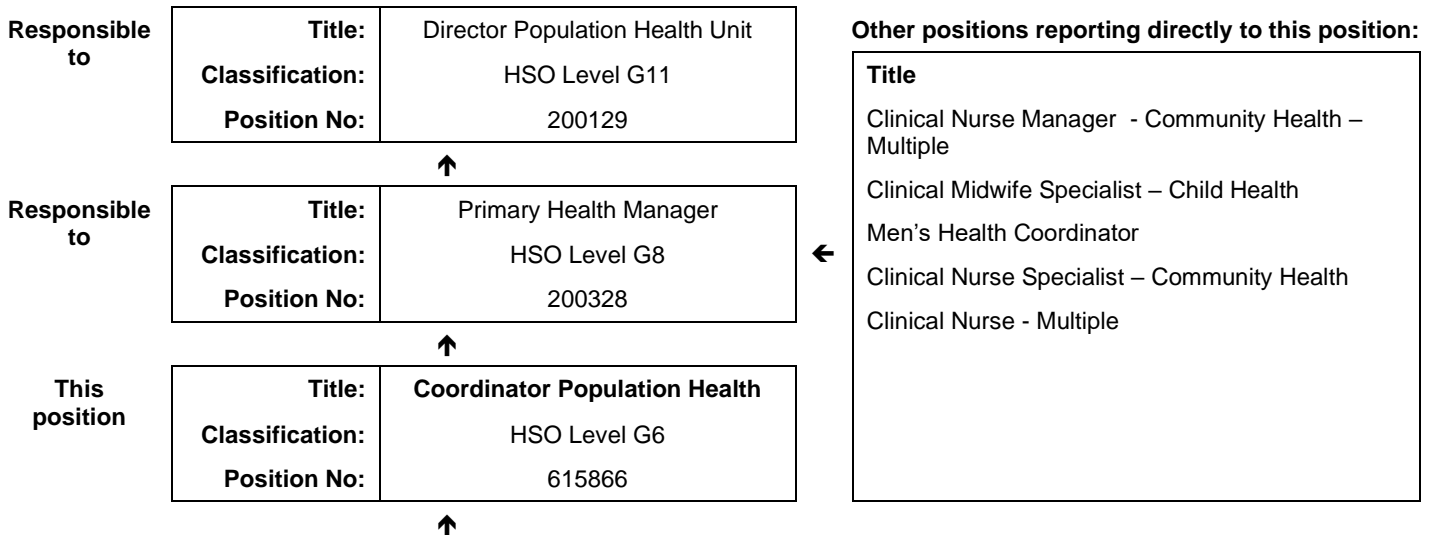 Responsible
to
Title: Director Population Health Unit
Classification: HSO Level G11
Position No: 200129
🡩
Responsible
to
Title: Primary Health Manager
Classification: HSO Level G8
Position No: 200328
🡩
This
position
Title: Coordinator Population Health
Classification: HSO Level G6
Position No: 615866
🡩
Other positions reporting directly to this position:
🡨
Title
Clinical Nurse Manager - Community Health –
Multiple
Clinical Midwife Specialist – Child Health
Men’s Health Coordinator
Clinical Nurse Specialist – Community Health
Clinical Nurse - Multiple